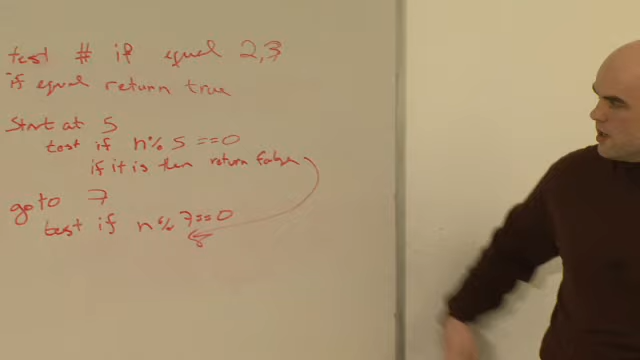 test # if equal 2,3
if equal return true
Start at 5
test if n%5 ==0
if it is then return false
go to 7
test if n%7==0